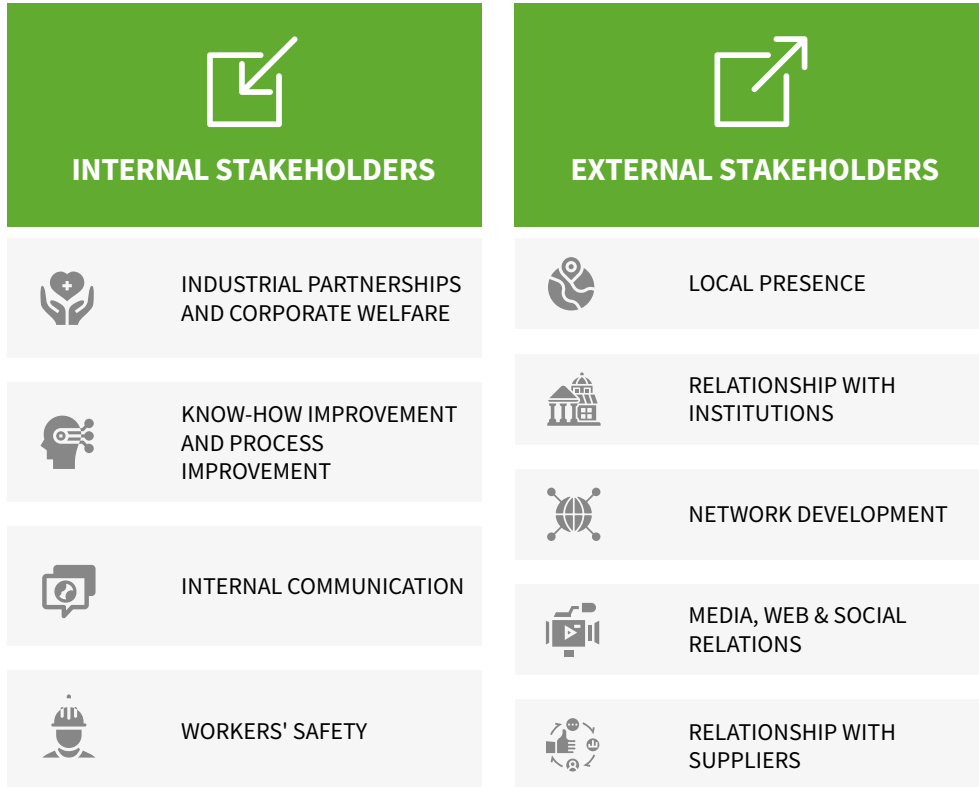 INTERNAL STAKEHOLDERS
INDUSTRIAL PARTNERSHIPS
AND CORPORATE WELFARE
KNOW-HOW IMPROVEMENT
AND PROCESS
IMPROVEMENT
INTERNAL COMMUNICATION
WORKERS' SAFETY
EXTERNAL STAKEHOLDERS
LOCAL PRESENCE
RELATIONSHIP WITH
INSTITUTIONS
NETWORK DEVELOPMENT
MEDIA, WEB & SOCIAL
RELATIONS
RELATIONSHIP WITH
SUPPLIERS